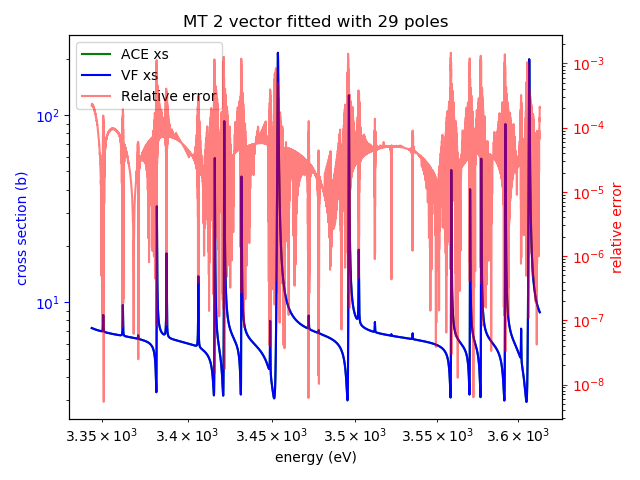 MT 2 vector fitted with 29 poles
ACE xs
VF xs
Relative error
10²
10¹
cross section (b)
10⁻³
10⁻⁴
10⁻⁵
10⁻⁶
10⁻⁷
10⁻⁸
relative error
3.35 × 10³ 3.4 × 10³ 3.45 × 10³ 3.5 × 10³ 3.55 × 10³ 3.6 × 10³
energy (eV)